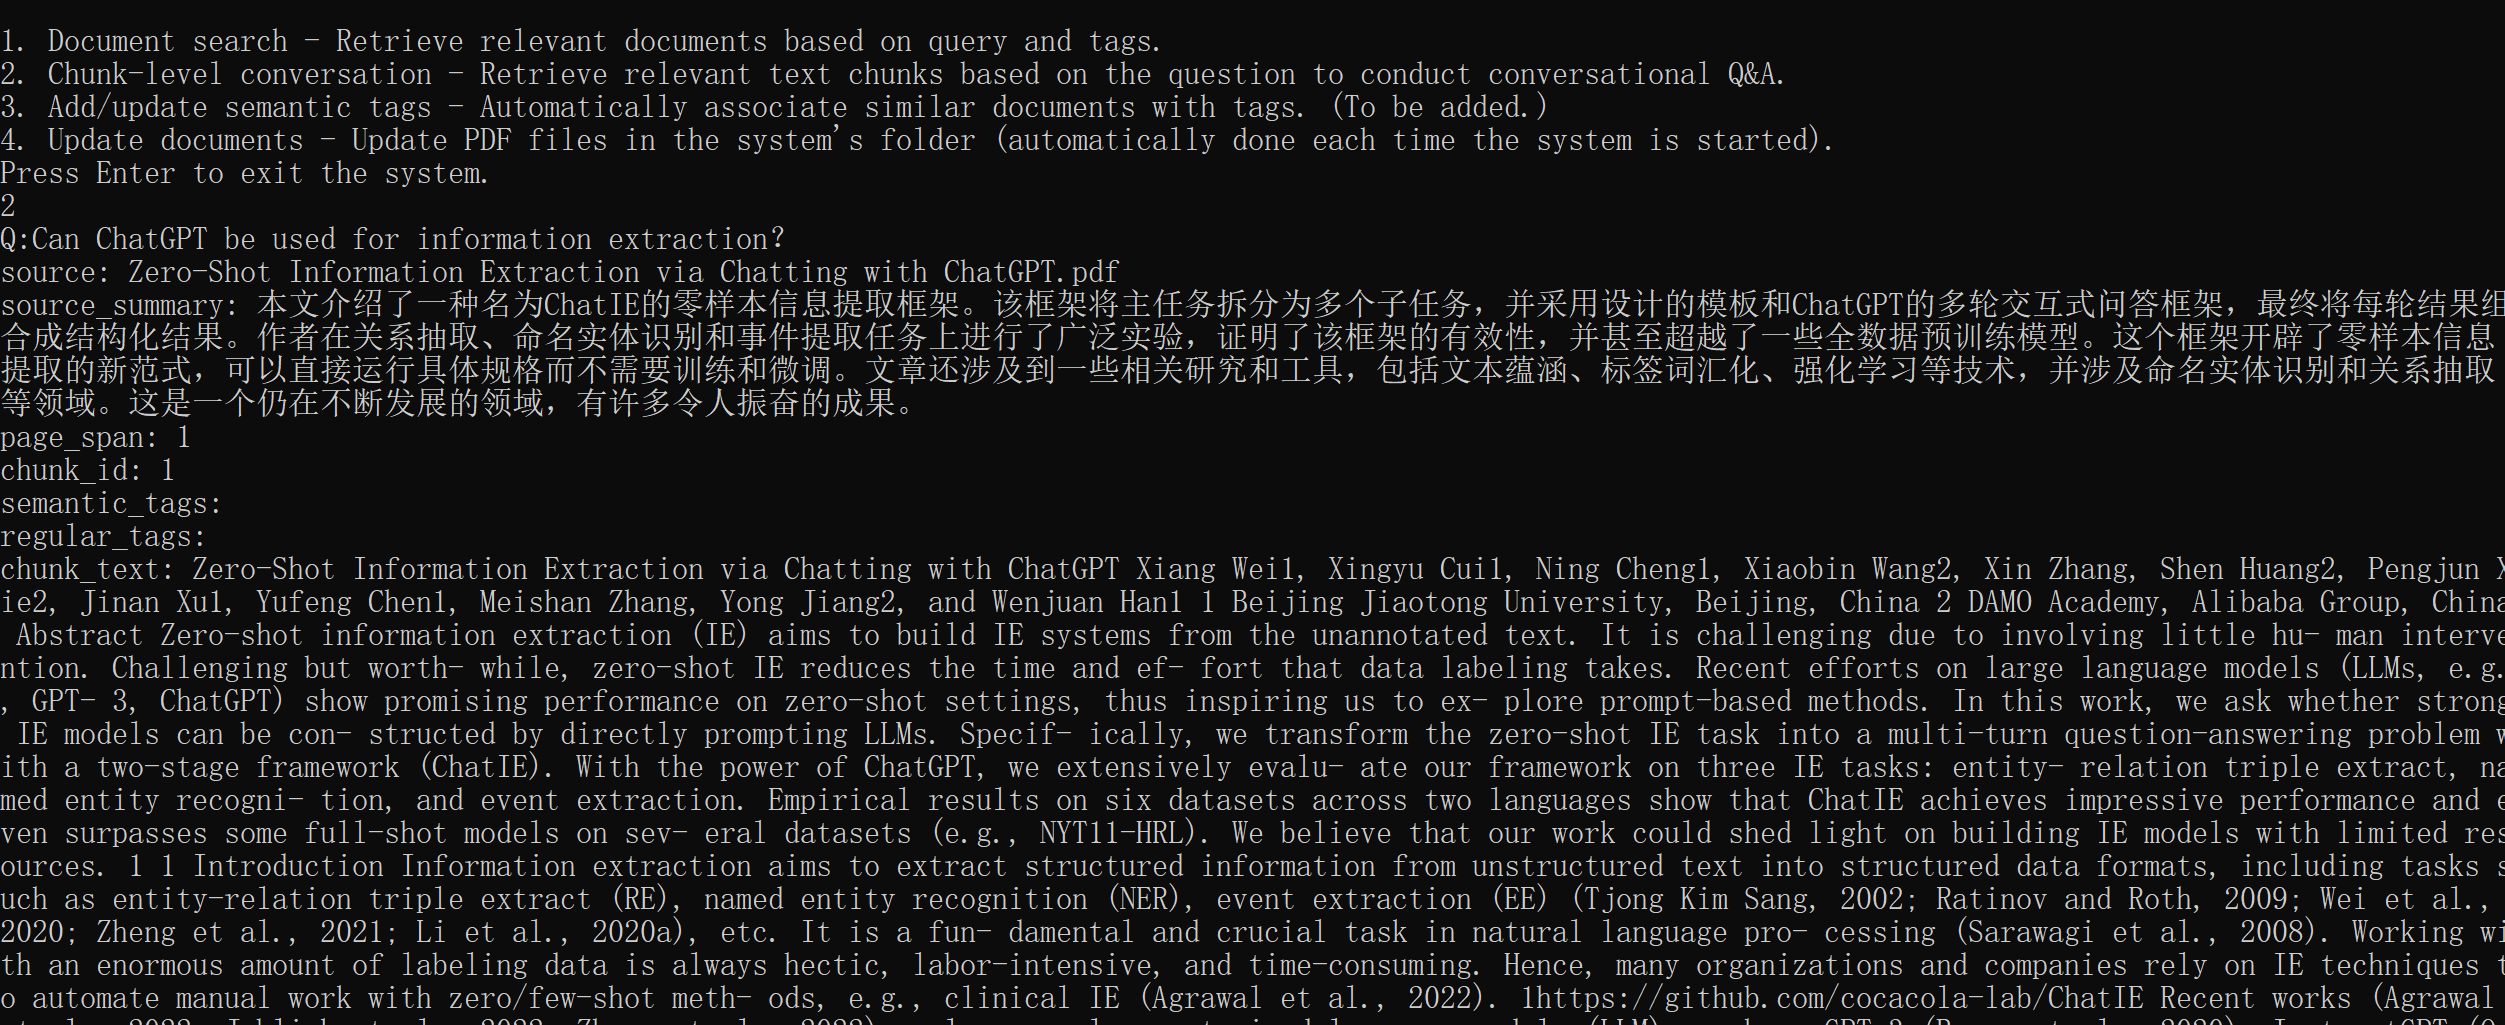 1. Document search - Retrieve relevant documents based on query and tags.
2. Chunk-level conversation - Retrieve relevant text chunks based on the question to conduct conversational Q&A.
3. Add/update semantic tags - Automatically associate similar documents with tags. (To be added.)
4. Update documents - Update PDF files in the system's folder (automatically done each time the system is started).
Press Enter to exit the system.
2
Q:Can ChatGPT be used for information extraction?
source: Zero-Shot Information Extraction via Chatting with ChatGPT.pdf
source_summary: 本文介绍了一种名为ChatIE的零样本信息提取框架。该框架将主任务拆分为多个子任务，并采用设计的模板和ChatGPT的多轮交互式问答框架，最终将每轮结果组
合成结构化结果。作者在关系抽取、命名实体识别和事件提取任务上进行了广泛实验，证明了该框架的有效性，并甚至超越了一些全数据预训练模型。这个框架开辟了零样本信息
提取的新范式，可以直接运行具体规格而不需要训练和微调。文章还涉及到一些相关研究和工具，包括文本蕴涵、标签词汇化、强化学习等技术，并涉及命名实体识别和关系抽取
等领域。这是一个仍在不断发展的领域，有许多令人振奋的成果。
page_span: 1
chunk_id: 1
semantic_tags:
regular_tags:
chunk_text: Zero-Shot Information Extraction via Chatting with ChatGPT Xiang Wei1, Xingyu Cui1, Ning Cheng1, Xiaobin Wang2, Xin Zhang, Shen Huang2, Pengjun X
ie2, Jinan Xu1, Yufeng Chen1, Meishan Zhang, Yong Jiang2, and Wenjuan Han1 1 Beijing Jiaotong University, Beijing, China 2 DAMO Academy, Alibaba Group, China
Abstract Zero-shot information extraction (IE) aims to build IE systems from the unannotated text. It is challenging due to involving little hu- man interve
ntion. Challenging but worth- while, zero-shot IE reduces the time and ef- fort that data labeling takes. Recent efforts on large language models (LLMs, e.g.
, GPT- 3, ChatGPT) show promising performance on zero-shot settings, thus inspiring us to ex- plore prompt-based methods. In this work, we ask whether strong
IE models can be con- structed by directly prompting LLMs. Specif- ically, we transform the zero-shot IE task into a multi-turn question-answering problem w
ith a two-stage framework (ChatIE). With the power of ChatGPT, we extensively evalu- ate our framework on three IE tasks: entity- relation triple extract, na
med entity recogni- tion, and event extraction. Empirical results on six datasets across two languages show that ChatIE achieves impressive performance and e
ven surpasses some full-shot models on sev- eral datasets (e.g., NYT11-HRL). We believe that our work could shed light on building IE models with limited res
ources. 1 1 Introduction Information extraction aims to extract structured information from unstructured text into structured data formats, including tasks s
uch as entity-relation triple extract (RE), named entity recognition (NER), event extraction (EE) (Tjong Kim Sang, 2002; Ratinov and Roth, 2009; Wei et al.,
2020; Zheng et al., 2021; Li et al., 2020a), etc. It is a fun- damental and crucial task in natural language pro- cessing (Sarawagi et al., 2008). Working wi
th an enormous amount of labeling data is always hectic, labor-intensive, and time-consuming. Hence, many organizations and companies rely on IE techniques t
o automate manual work with zero/few-shot meth- ods, e.g., clinical IE (Agrawal et al., 2022). 1https://github.com/cocacola-lab/ChatIE Recent works (Agrawal